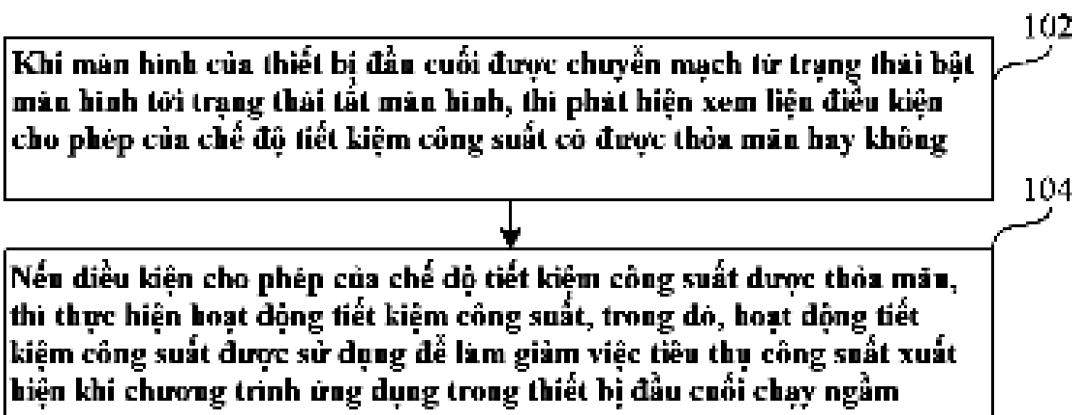 102
Khi màn hình của thiết bị đầu cuối được chuyển mạch từ trạng thái bật
màn hình tới trạng thái tắt màn hình, thì phát hiện xem liệu điều kiện
cho phép của chế độ tiết kiệm công suất có được thỏa mãn hay không
104
Nếu điều kiện cho phép của chế độ tiết kiệm công suất được thỏa mãn,
thì thực hiện hoạt động tiết kiệm công suất, trong đó, hoạt động tiết
kiệm công suất được sử dụng để làm giảm việc tiêu thụ công suất xuất
hiện khi chương trình ứng dụng trong thiết bị đầu cuối chạy ngầm